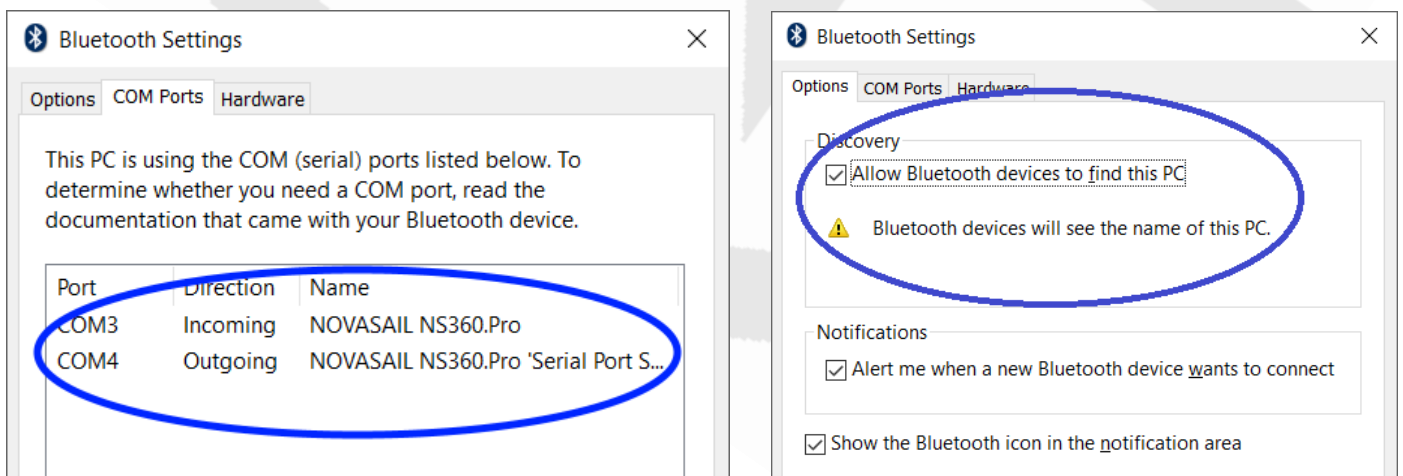 Bluetooth Settings
Options COM Ports Hardware
This PC is using the COM (serial) ports listed below. To
determine whether you need a COM port, read the
documentation that came with your Bluetooth device.
Port Direction Name
COM3 Incoming NOVASAIL NS360.Pro
COM4 Outgoing NOVASAIL NS360.Pro 'Serial Port S...
Bluetooth Settings
Options COM Ports Hardware
Discovery
Allow Bluetooth devices to find this PC
Bluetooth devices will see the name of this PC.
Notifications
Alert me when a new Bluetooth device wants to connect
Show the Bluetooth icon in the notification area